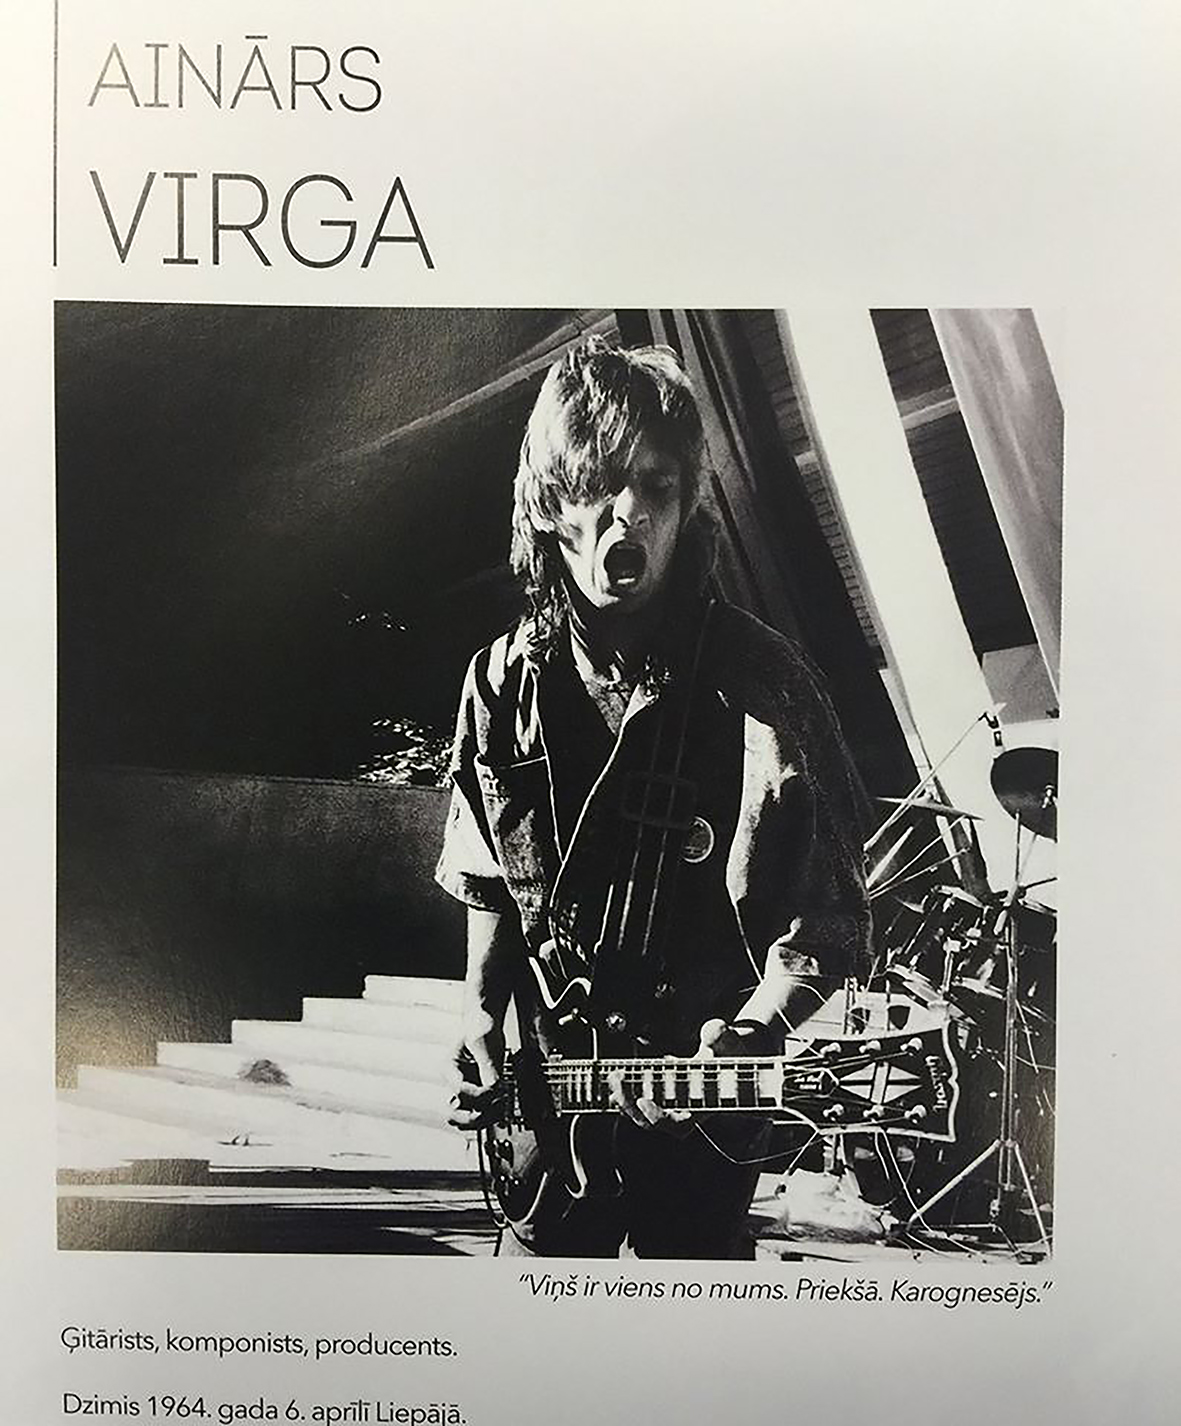 AINĀRS
VIRGA
“Viņš ir viens no mums. Priekšā. Karognesējs.”
Ģitārists, komponists, producents.
Dzimis 1964. gada 6. aprīlī Liepājā.